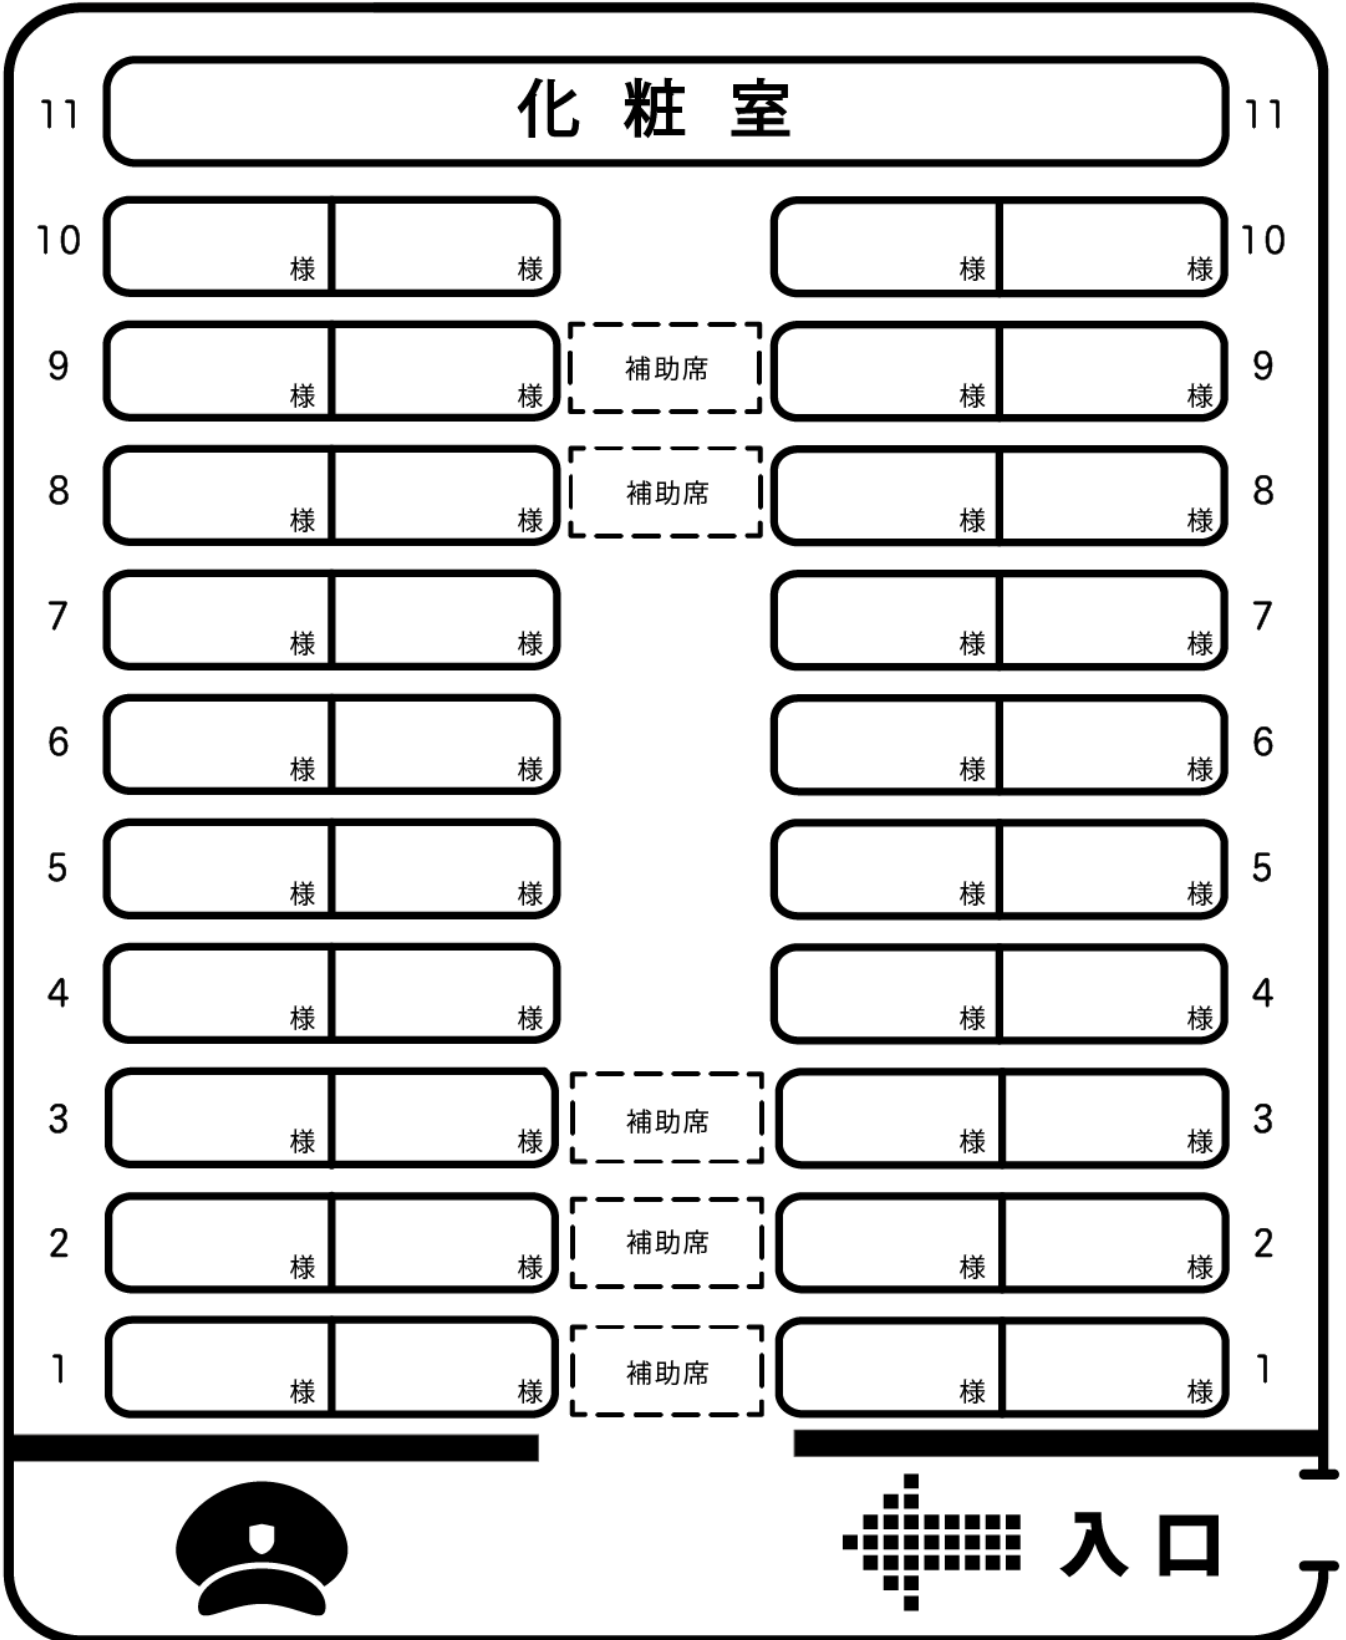 11 化粧室 11
10 様 様 様 様 10
9 様 様 補助席 様 様 9
8 様 様 補助席 様 様 8
7 様 様 様 様 7
6 様 様 様 様 6
5 様 様 様 様 5
4 様 様 様 様 4
3 様 様 補助席 様 様 3
2 様 様 補助席 様 様 2
1 様 様 補助席 様 様 1
入口